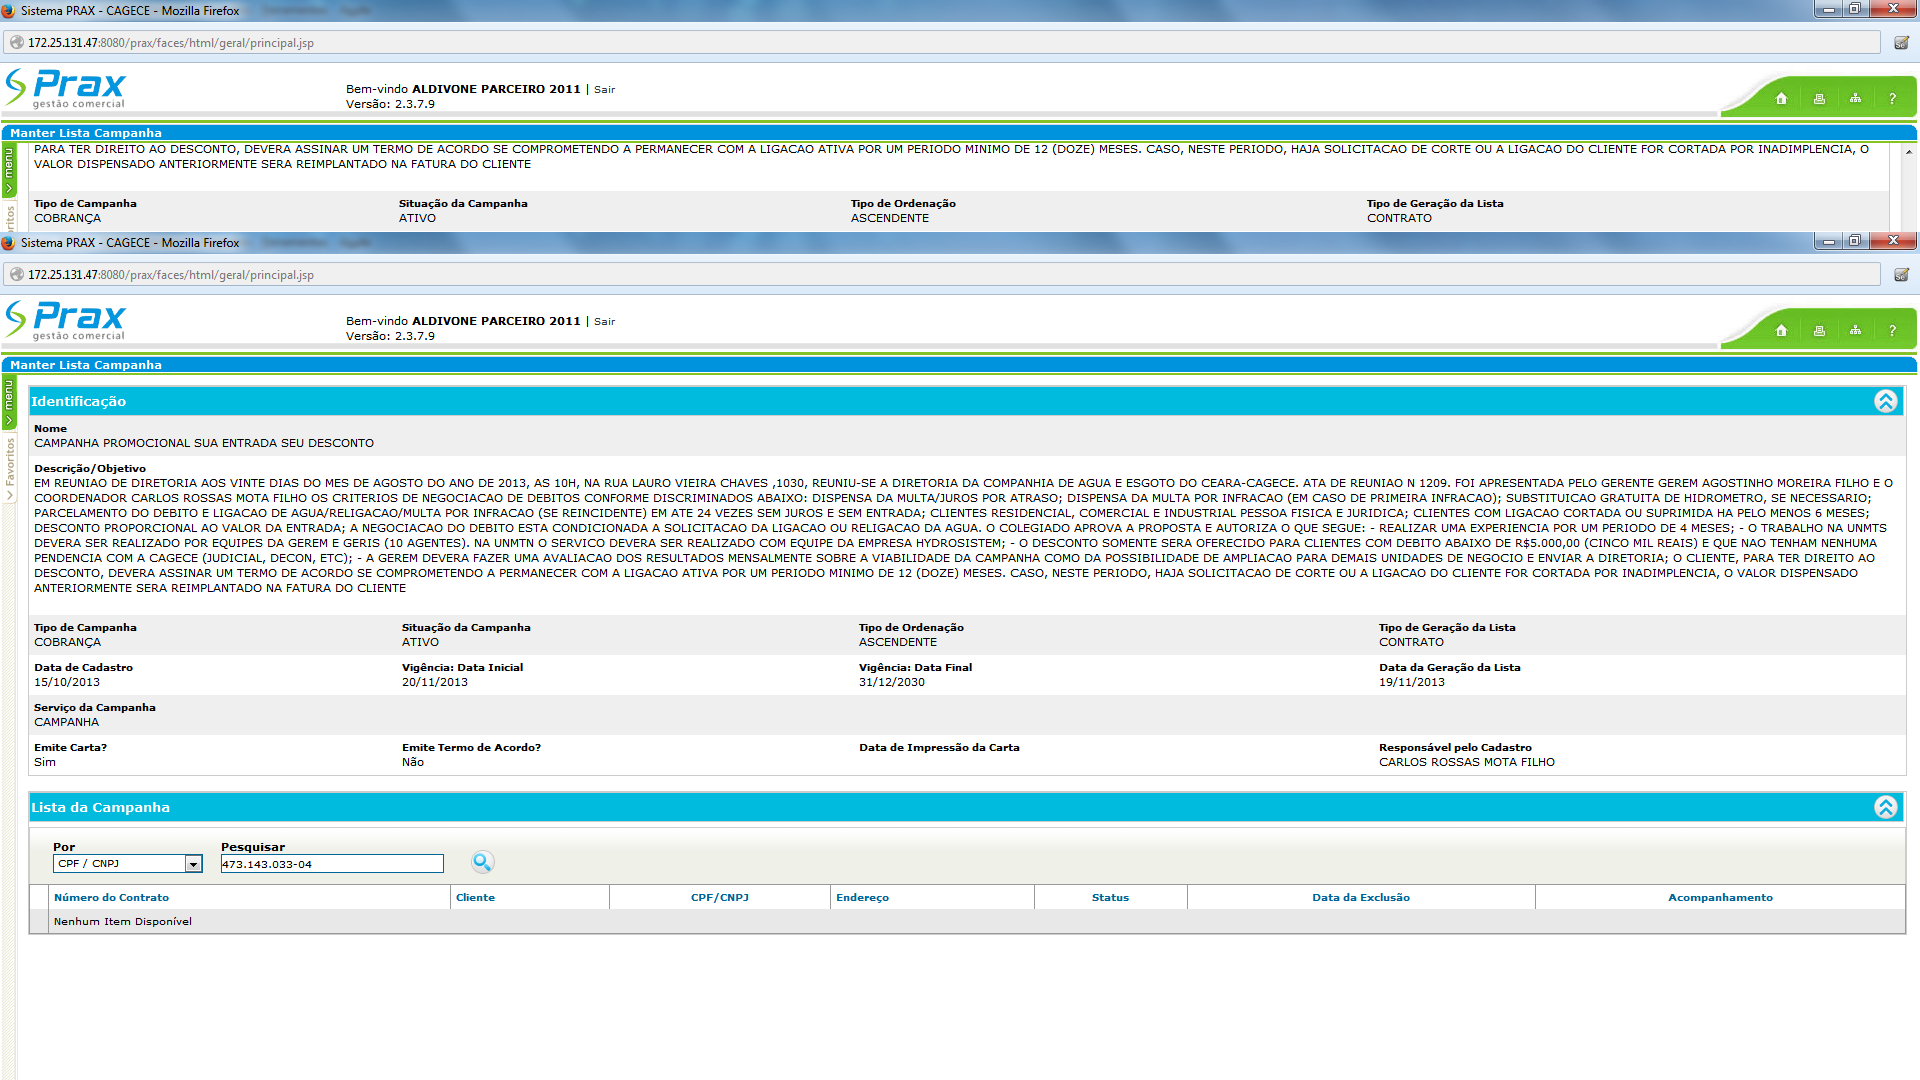 Sistema PRAX - CAGECE - Mozilla Firefox
172.25.131.47:8080/prax/faces/html/geral/principal.jsp
Prax
gestão comercial
Bem-vindo ALDIVONE PARCEIRO 2011 | Sair
Versão: 2.3.7.9
?
Manter Lista Campanha
menu
PARA TER DIREITO AO DESCONTO, DEVERA ASSINAR UM TERMO DE ACORDO SE COMPROMETENDO A PERMANECER COM A LIGACAO ATIVA POR UM PERIODO MINIMO DE 12 (DOZE) MESES. CASO, NESTE PERIODO, HAJA SOLICITACAO DE CORTE OU A LIGACAO DO CLIENTE FOR CORTADA POR INADIMPLENCIA, O
VALOR DISPENSADO ANTERIORMENTE SERA REIMPLANTADO NA FATURA DO CLIENTE
Tipo de Campanha Situação da Campanha Tipo de Ordenação Tipo de Geração da Lista
COBRANÇA ATIVO ASCENDENTE CONTRATO
Sistema PRAX - CAGECE - Mozilla Firefox
172.25.131.47:8080/prax/faces/html/geral/principal.jsp
Prax
gestão comercial
Bem-vindo ALDIVONE PARCEIRO 2011 | Sair
Versão: 2.3.7.9
?
Manter Lista Campanha
menu
Favoritos
Identificação
Nome
CAMPANHA PROMOCIONAL SUA ENTRADA SEU DESCONTO
Descrição/Objetivo
EM REUNIAO DE DIRETORIA AOS VINTE DIAS DO MES DE AGOSTO DO ANO DE 2013, AS 10H, NA RUA LAURO VIEIRA CHAVES ,1030, REUNIU-SE A DIRETORIA DA COMPANHIA DE AGUA E ESGOTO DO CEARA-CAGECE. ATA DE REUNIAO N 1209. FOI APRESENTADA PELO GERENTE GEREM AGOSTINHO MOREIRA FILHO E O
COORDENADOR CARLOS ROSSAS MOTA FILHO OS CRITERIOS DE NEGOCIACAO DE DEBITOS CONFORME DISCRIMINADOS ABAIXO: DISPENSA DA MULTA/JUROS POR ATRASO; DISPENSA DA MULTA POR INFRACAO (EM CASO DE PRIMEIRA INFRACAO); SUBSTITUICAO GRATUITA DE HIDROMETRO, SE NECESSARIO;
PARCELAMENTO DO DEBITO E LIGACAO DE AGUA/RELIGACAO/MULTA POR INFRACAO (SE REINCIDENTE) EM ATE 24 VEZES SEM JUROS E SEM ENTRADA; CLIENTES RESIDENCIAL, COMERCIAL E INDUSTRIAL PESSOA FISICA E JURIDICA; CLIENTES COM LIGACAO CORTADA OU SUPRIMIDA HA PELO MENOS 6 MESES;
DESCONTO PROPORCIONAL AO VALOR DA ENTRADA; A NEGOCIACAO DO DEBITO ESTA CONDICIONADA A SOLICITACAO DA LIGACAO OU RELIGACAO DA AGUA. O COLEGIADO APROVA A PROPOSTA E AUTORIZA O QUE SEGUE: - REALIZAR UMA EXPERIENCIA POR UM PERIODO DE 4 MESES; - O TRABALHO NA UNMTS
DEVERA SER REALIZADO POR EQUIPES DA GEREM E GERIS (10 AGENTES). NA UNMTN O SERVICO DEVERA SER REALIZADO COM EQUIPE DA EMPRESA HYDROSISTEM; - O DESCONTO SOMENTE SERA OFERECIDO PARA CLIENTES COM DEBITO ABAIXO DE R$5.000,00 (CINCO MIL REAIS) E QUE NAO TENHAM NENHUMA
PENDENCIA COM A CAGECE (JUDICIAL, DECON, ETC); - A GEREM DEVERA FAZER UMA AVALIACAO DOS RESULTADOS MENSALMENTE SOBRE A VIABILIDADE DA CAMPANHA COMO DA POSSIBILIDADE DE AMPLIACAO PARA DEMAIS UNIDADES DE NEGOCIO E ENVIAR A DIRETORIA; O CLIENTE, PARA TER DIREITO AO
DESCONTO, DEVERA ASSINAR UM TERMO DE ACORDO SE COMPROMETENDO A PERMANECER COM A LIGACAO ATIVA POR UM PERIODO MINIMO DE 12 (DOZE) MESES. CASO, NESTE PERIODO, HAJA SOLICITACAO DE CORTE OU A LIGACAO DO CLIENTE FOR CORTADA POR INADIMPLENCIA, O VALOR DISPENSADO
ANTERIORMENTE SERA REIMPLANTADO NA FATURA DO CLIENTE
Tipo de Campanha Situação da Campanha Tipo de Ordenação Tipo de Geração da Lista
COBRANÇA ATIVO ASCENDENTE CONTRATO
Data de Cadastro Vigência: Data Inicial Vigência: Data Final Data da Geração da Lista
15/10/2013 20/11/2013 31/12/2030 19/11/2013
Serviço da Campanha
CAMPANHA
Emite Carta? Emite Termo de Acordo? Data de Impressão da Carta Responsável pelo Cadastro
Sim Não CARLOS ROSSAS MOTA FILHO
Lista da Campanha
Por Pesquisar
CPF / CNPJ 473.143.033-04
Número do Contrato Cliente CPF/CNPJ Endereço Status Data da Exclusão Acompanhamento
Nenhum Item Disponível